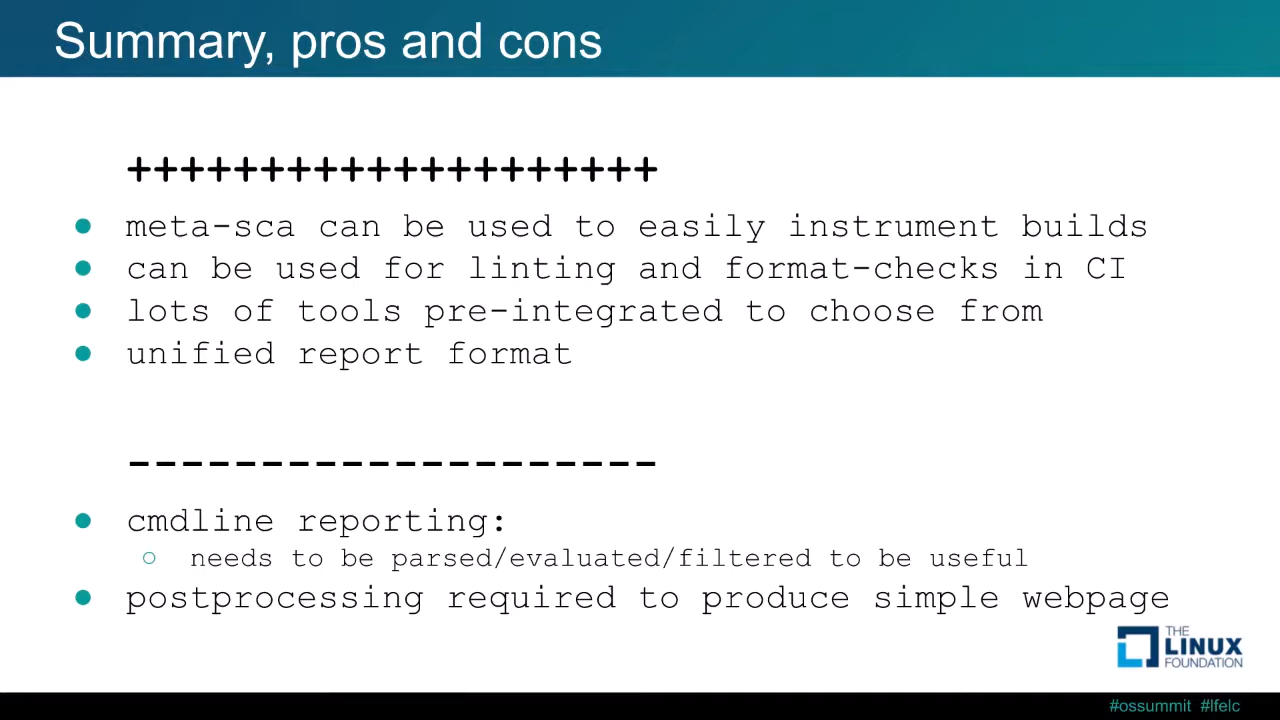 Summary, pros and cons
++++++++++++++++++++
● meta-sca can be used to easily instrument builds
● can be used for linting and format-checks in CI
● lots of tools pre-integrated to choose from
● unified report format
--------------------
● cmdline reporting:
○ needs to be parsed/evaluated/filtered to be useful
● postprocessing required to produce simple webpage
THE
LINUX
FOUNDATION
#ossummit #lfelc